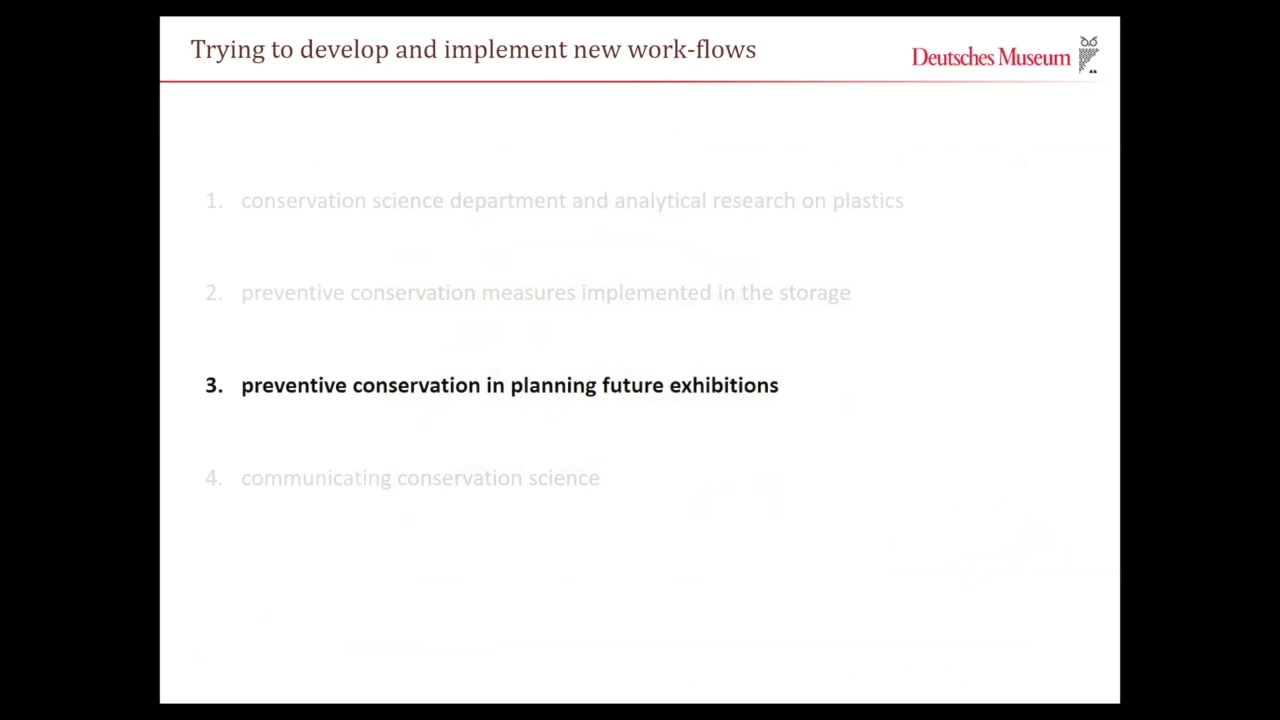 Trying to develop and implement new work-flows
Deutsches Museum
1. conservation science department and analytical research on plastics
2. preventive conservation measures implemented in the storage
3. preventive conservation in planning future exhibitions
4. communicating conservation science